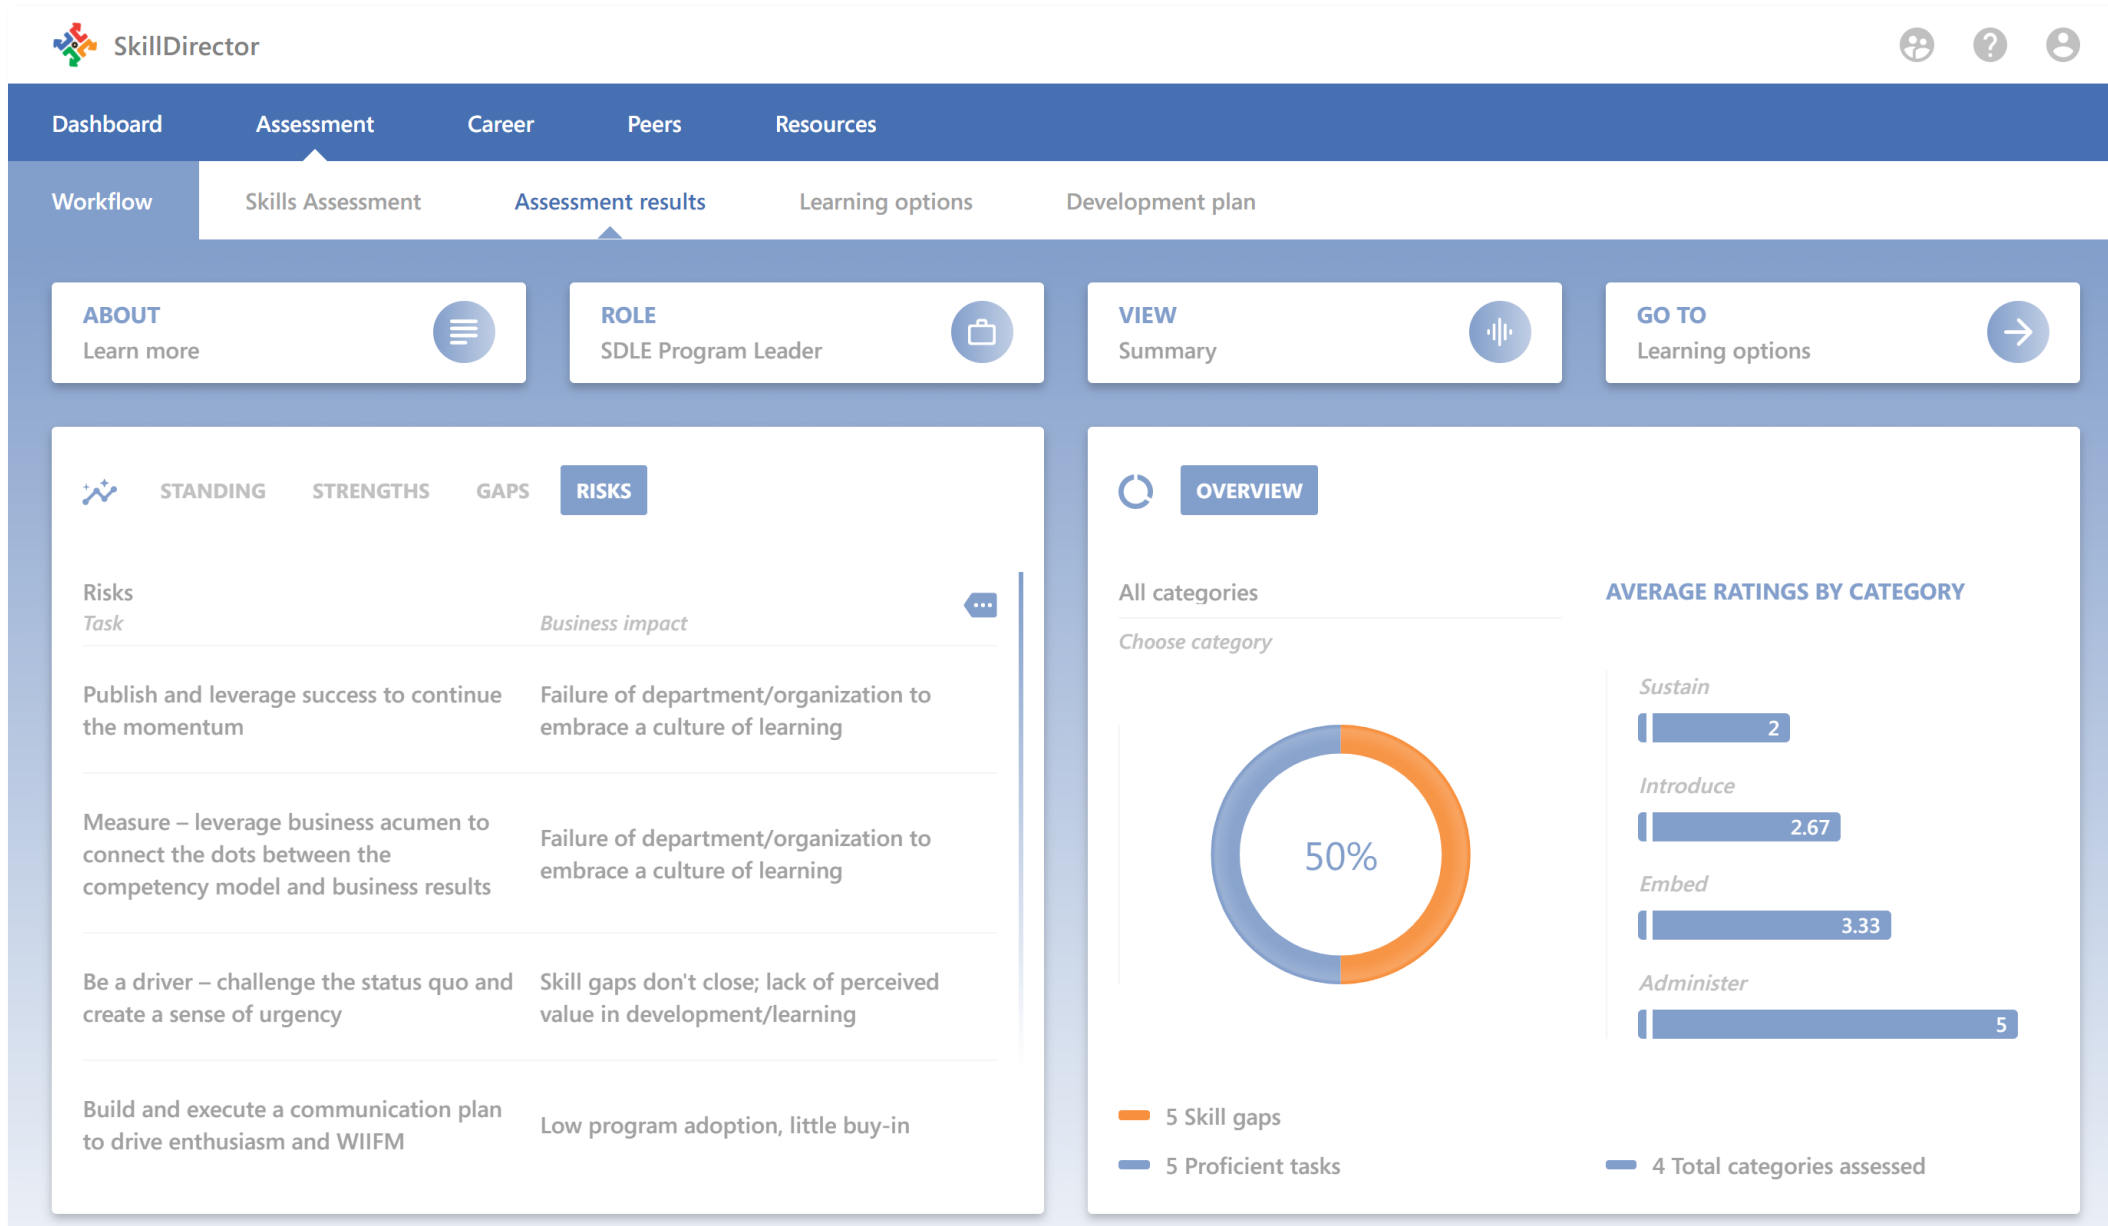 SkillDirector
Dashboard
Assessment
Career
Peers
Resources
Workflow
Skills Assessment
Assessment results
Learning options
Development plan
ABOUT
Learn more
ROLE
SDLE Program Leader
VIEW
Summary
GO TO
Learning options
STANDING
STRENGTHS
GAPS
RISKS
Risks
Task
Business impact
Publish and leverage success to continue
the momentum
Failure of department/organization to
embrace a culture of learning
Measure – leverage business acumen to
connect the dots between the
competency model and business results
Failure of department/organization to
embrace a culture of learning
Be a driver – challenge the status quo and
create a sense of urgency
Skill gaps don't close; lack of perceived
value in development/learning
Build and execute a communication plan
to drive enthusiasm and WIIFM
Low program adoption, little buy-in
OVERVIEW
All categories
Choose category
50%
5 Skill gaps
5 Proficient tasks
AVERAGE RATINGS BY CATEGORY
Sustain
2
Introduce
2.67
Embed
3.33
Administer
5
4 Total categories assessed